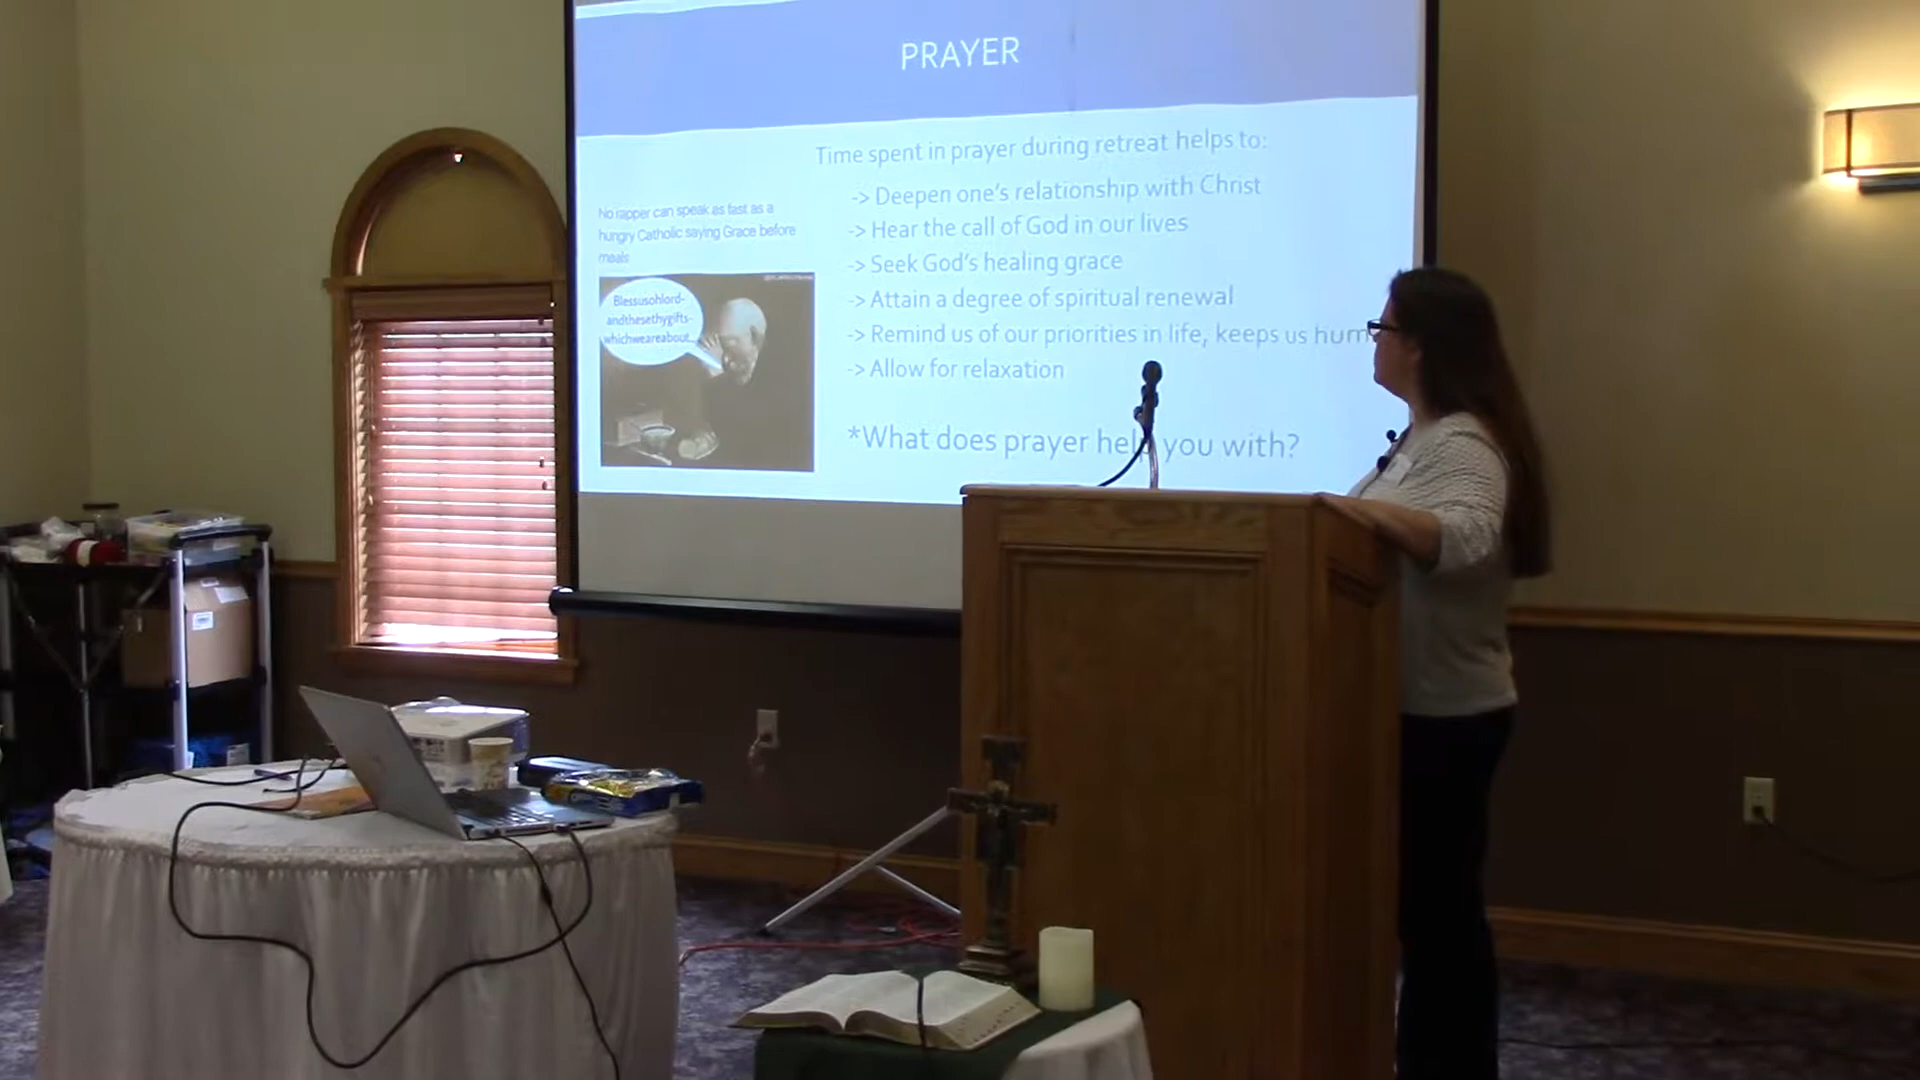 PRAYER
Time spent in prayer during retreat helps to:
-> Deepen one's relationship with Christ
-> Hear the call of God in our lives
-> Seek God's healing grace
-> Attain a degree of spiritual renewal
-> Remind us of our priorities in life, keeps us hum
-> Allow for relaxation
*What does prayer help you with?
No rapper can speak as fast as a
hungry Catholic saying Grace before
meals
Blessusohlord-
andthesethygifts-
whichweareabout...